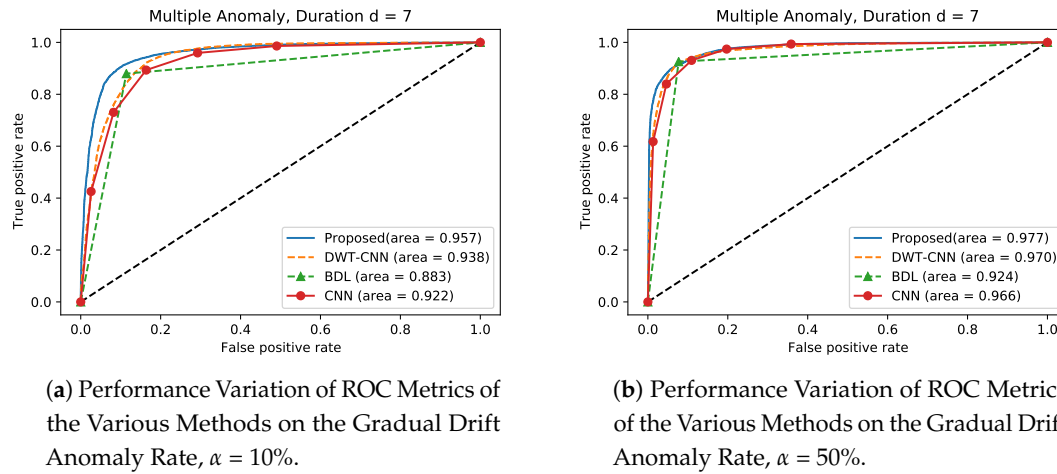 Multiple Anomaly, Duration d = 7
1.0
0.8
0.6
0.4
0.2
0.0
True positive rate
Proposed(area = 0.957)
DWT-CNN (area = 0.938)
BDL (area = 0.883)
CNN (area = 0.922)
0.0 0.2 0.4 0.6 0.8 1.0
False positive rate
(a) Performance Variation of ROC Metrics of
the Various Methods on the Gradual Drift
Anomaly Rate, α = 10%.
Multiple Anomaly, Duration d = 7
1.0
0.8
0.6
0.4
0.2
0.0
True positive rate
Proposed(area = 0.977)
DWT-CNN (area = 0.970)
BDL (area = 0.924)
CNN (area = 0.966)
0.0 0.2 0.4 0.6 0.8 1.0
False positive rate
(b) Performance Variation of ROC Metric
of the Various Methods on the Gradual
Anomaly Rate, α = 50%.